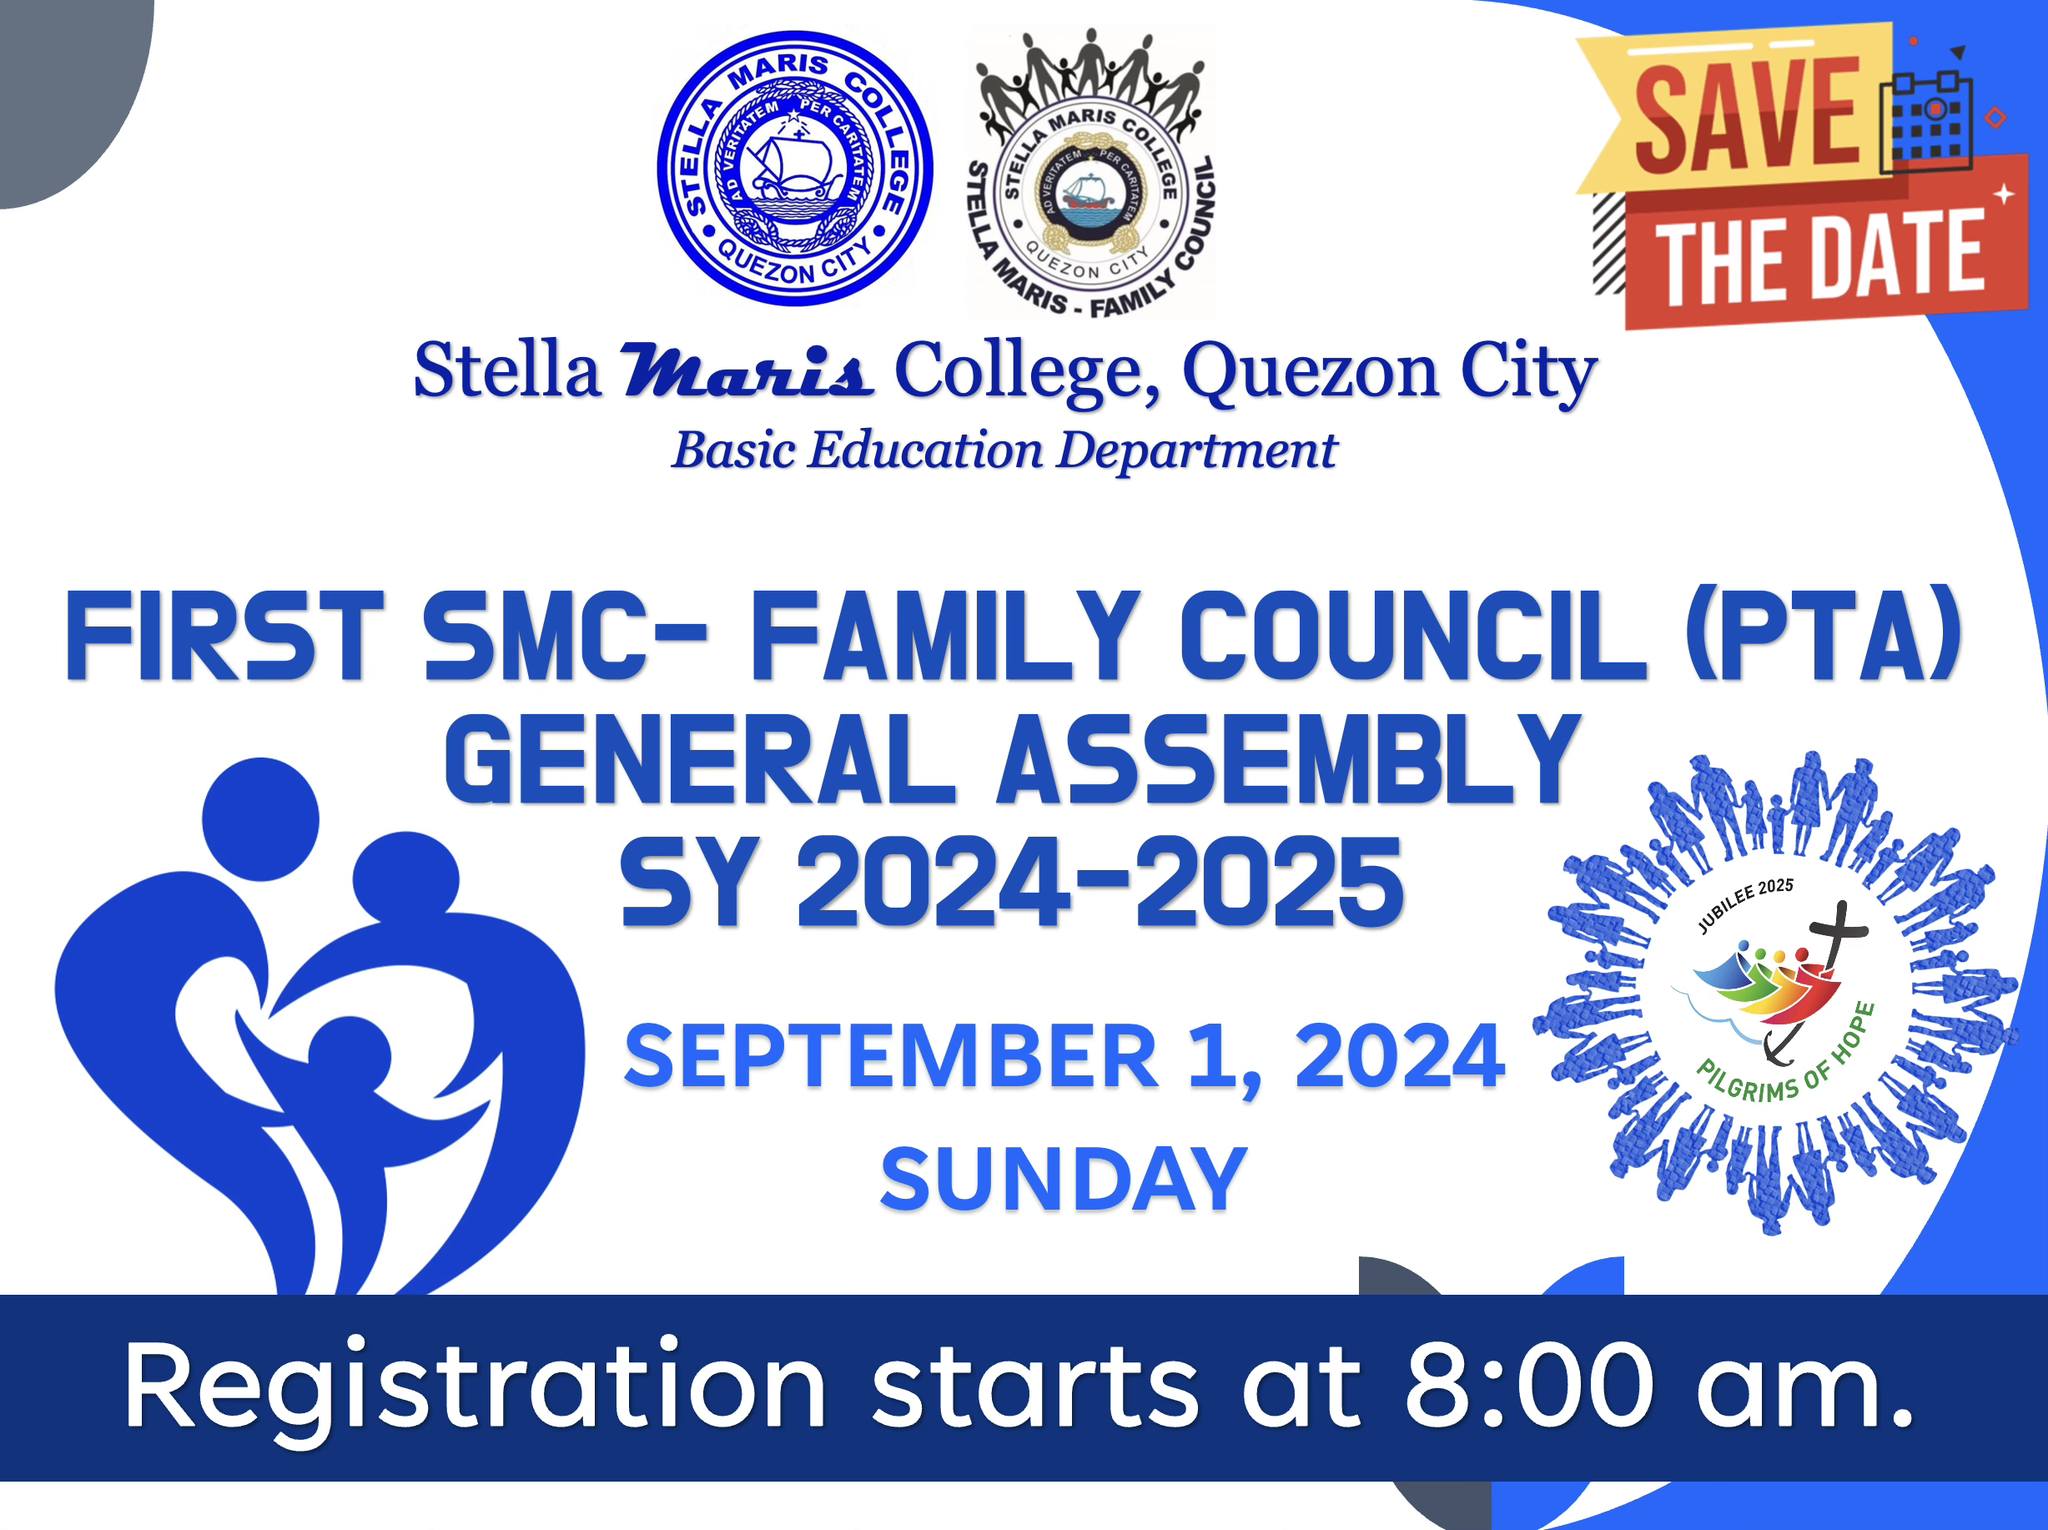 STELLA MARIS COLLEGE
AD VERITATEM PER CARITATEM
QUEZON CITY
STELLA MARIS COLLEGE
AD VERITATEM PER CARITATEM
QUEZON CITY
STELLA MARIS - FAMILY COUNCIL
SAVE
THE DATE
Stella Maris College, Quezon City
Basic Education Department
FIRST SMC- FAMILY COUNCIL (PTA)
GENERAL ASSEMBLY
SY 2024-2025
JUBILEE 2025
PILGRIMS OF HOPE
SEPTEMBER 1, 2024
SUNDAY
Registration starts at 8:00 am.